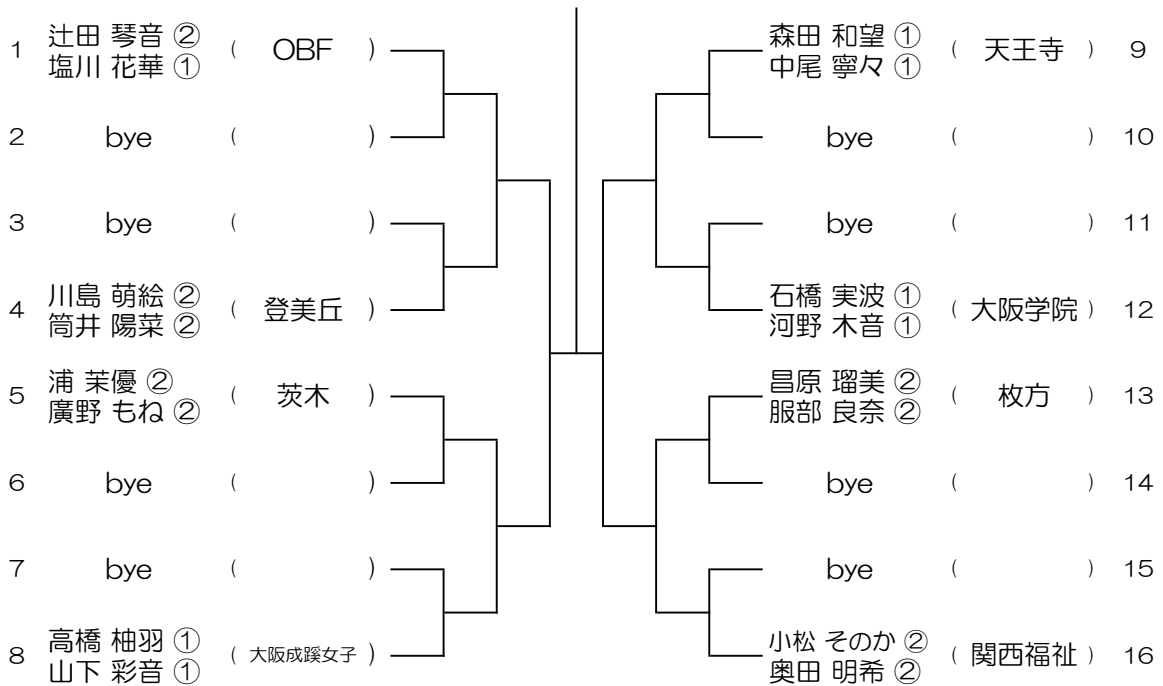 1 辻田 琴音 ② 塩川 花華 ① ( OBF )
2 bye ( )
3 bye ( )
4 川島 萌絵 ② 筒井 陽菜 ② ( 登美丘 )
5 浦 茉優 ② 廣野 もね ② ( 茨木 )
6 bye ( )
7 bye ( )
8 高橋 柚羽 ① 山下 彩音 ① ( 大阪成蹊女子 )
森田 和望 ① 中尾 寧々 ① ( 天王寺 ) 9
bye ( ) 10
bye ( ) 11
石橋 実波 ① 河野 木音 ① ( 大阪学院 ) 12
昌原 瑠美 ② 服部 良奈 ② ( 枚方 ) 13
bye ( ) 14
bye ( ) 15
小松 そのか ② 奥田 明希 ② ( 関西福祉 ) 16